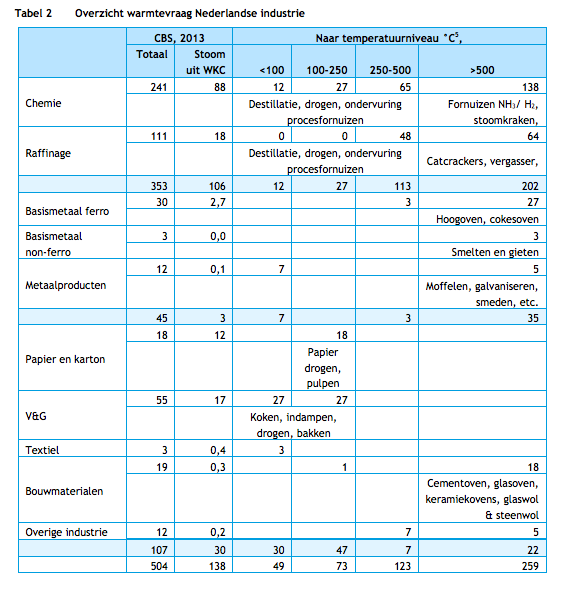 Tabel 2 Overzicht warmtevraag Nederlandse industrie
CBS, 2013 Naar temperatuurniveau °C⁵,
Totaal Stoom uit WKC <100 100-250 250-500 >500
Chemie 241 88 12 27 65 138
Destillatie, drogen, ondervuring procesfornuizen Fornuizen NH₃/ H₂, stoomkraken,
Raffinage 111 18 0 0 48 64
Destillatie, drogen, ondervuring procesfornuizen Catcrackers, vergasser,
353 106 12 27 113 202
Basismetaal ferro 30 2,7 3 27
Hoogoven, cokesoven
Basismetaal non-ferro 3 0,0 3
Smelten en gieten
Metaalproducten 12 0,1 7 5
Moffelen, galvaniseren, smeden, etc.
45 3 7 3 35
Papier en karton 18 12 18
Papier drogen, pulpen
V&G 55 17 27 27
Koken, indampen, drogen, bakken
Textiel 3 0,4 3
Bouwmaterialen 19 0,3 1 18
Cementoven, glasoven, keramiekovens, glaswol & steenwol
Overige industrie 12 0,2 7 5
107 30 30 47 7 22
504 138 49 73 123 259